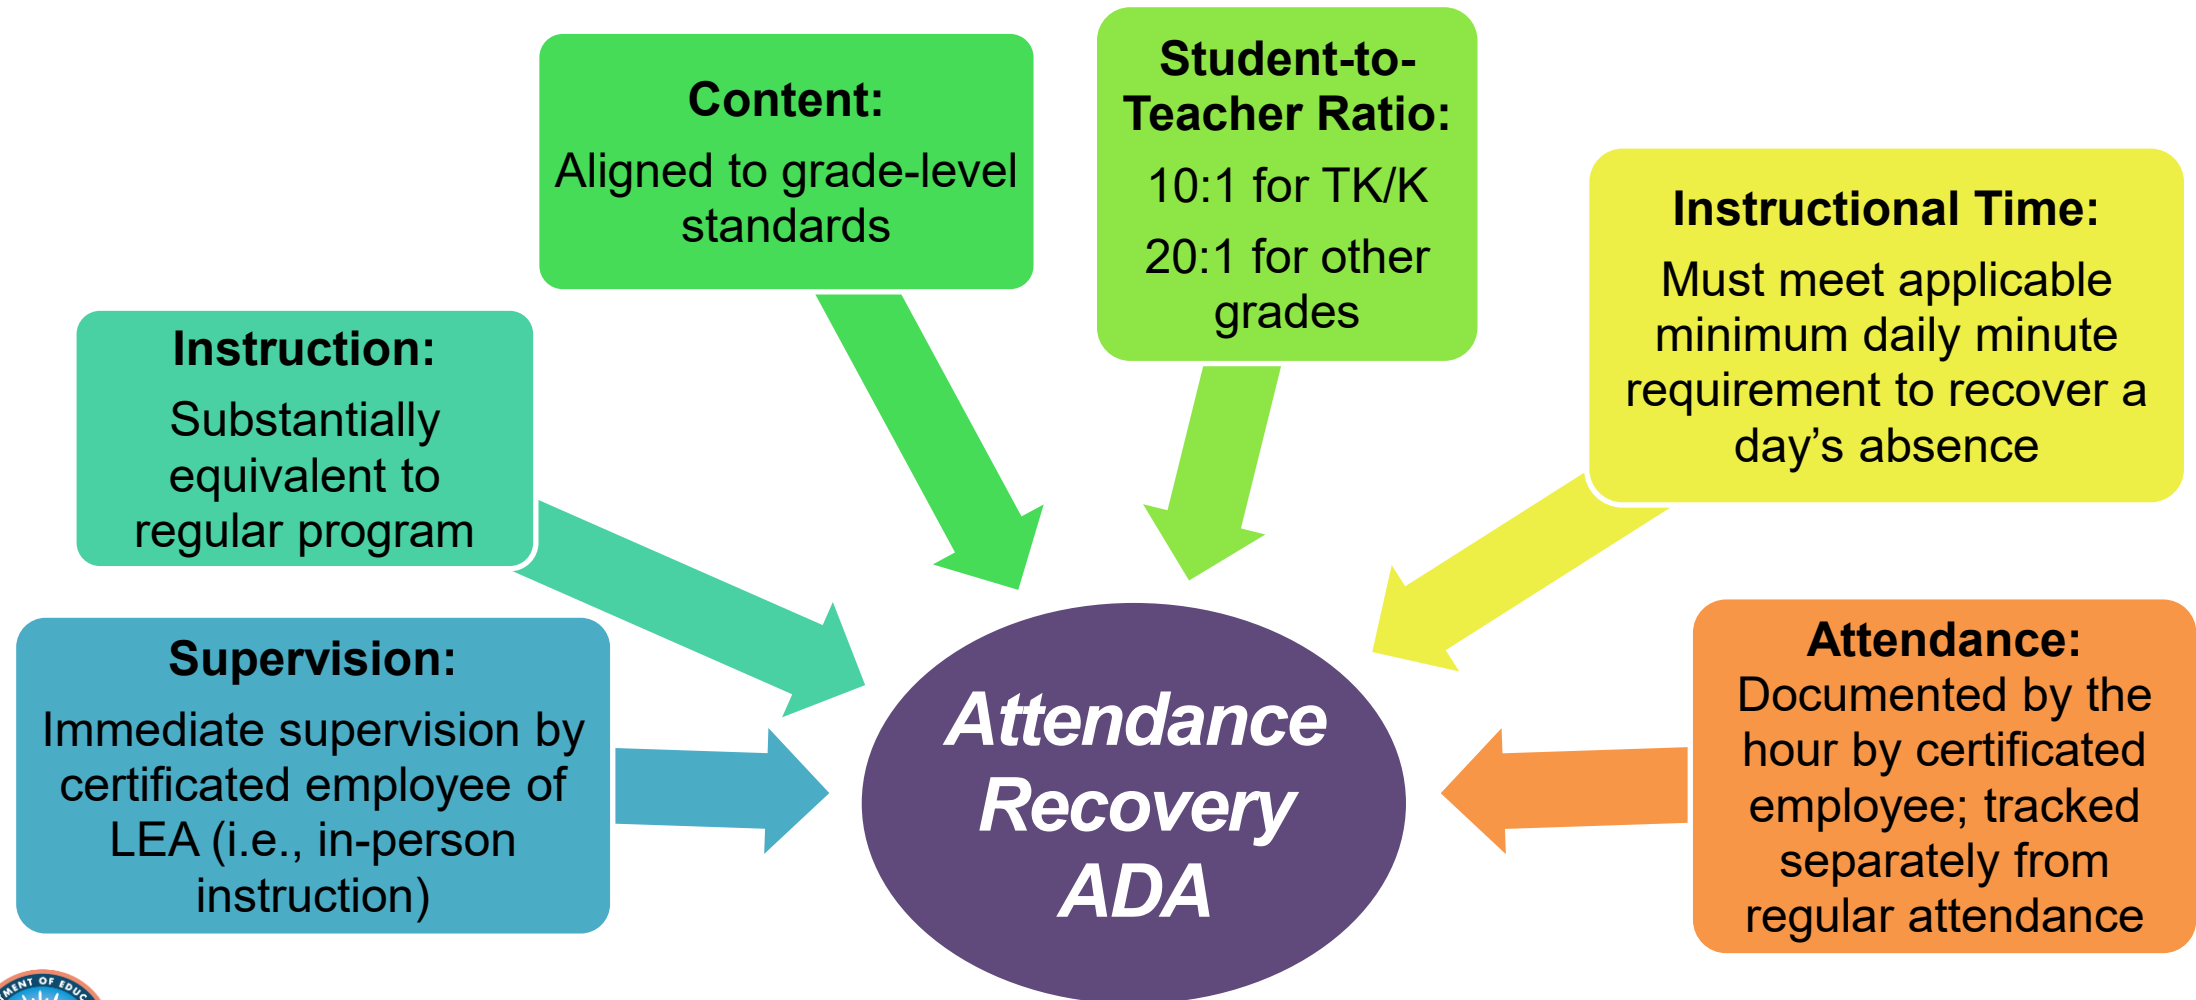 Content:
Aligned to grade-level
standards
Student-to-
Teacher Ratio:
10:1 for TK/K
20:1 for other
grades
Instructional Time:
Must meet applicable
minimum daily minute
requirement to recover a
day’s absence
Instruction:
Substantially
equivalent to
regular program
Supervision:
Immediate supervision by
certificated employee of
LEA (i.e., in-person
instruction)
Attendance:
Documented by the
hour by certificated
employee; tracked
separately from
regular attendance
Attendance
Recovery
ADA
OF